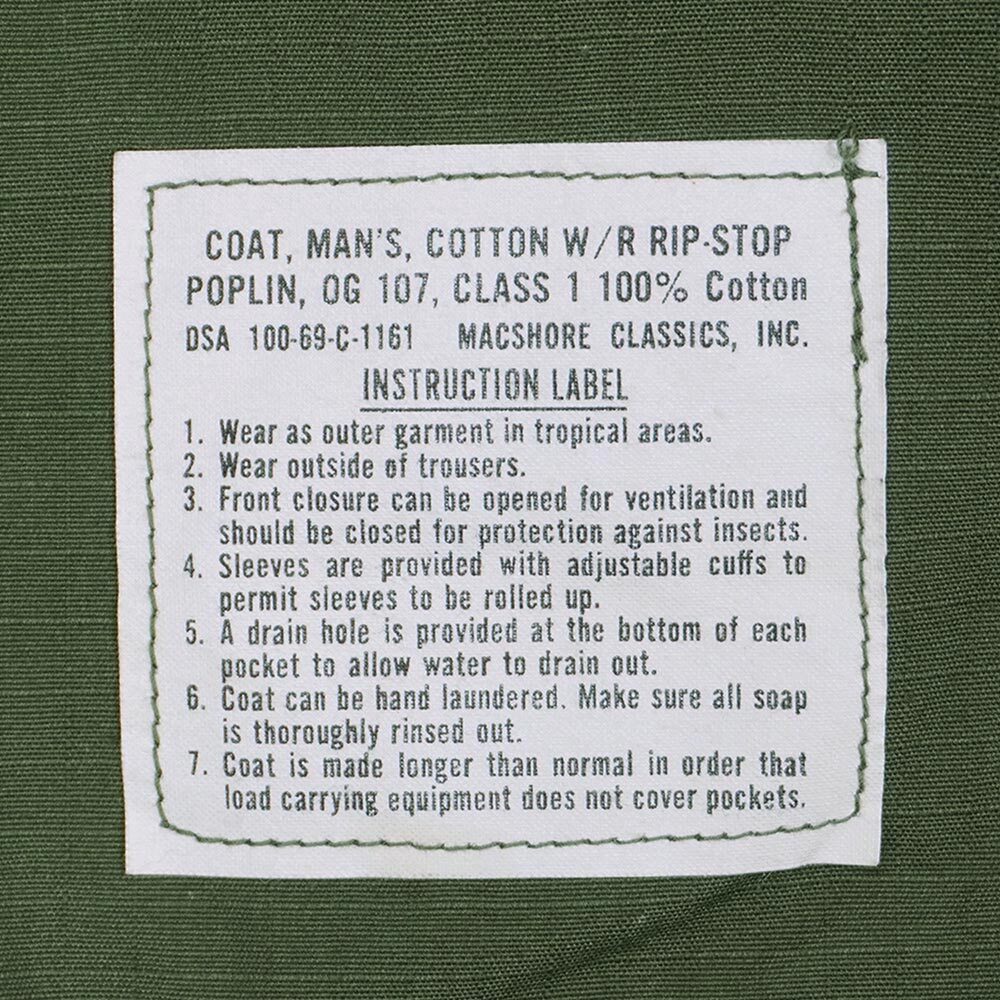 COAT, MAN'S, COTTON W/R RIP-STOP
POPLIN, OG 107, CLASS 1 100% Cotton
DSA 100-69-C-1161 MACSHORE CLASSICS, INC.
INSTRUCTION LABEL
1. Wear as outer garment in tropical areas.
2. Wear outside of trousers.
3. Front closure can be opened for ventilation and
should be closed for protection against insects.
4. Sleeves are provided with adjustable cuffs to
permit sleeves to be rolled up.
5. A drain hole is provided at the bottom of each
pocket to allow water to drain out.
6. Coat can be hand laundered. Make sure all soap
is thoroughly rinsed out.
7. Coat is made longer than normal in order that
load carrying equipment does not cover pockets.